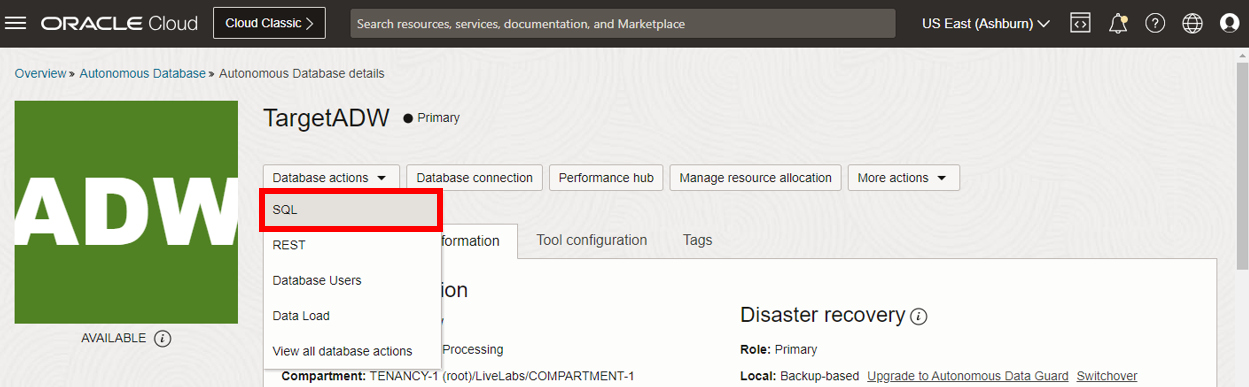 ORACLE Cloud
Cloud Classic
Search resources, services, documentation, and Marketplace
US East (Ashburn)
Overview » Autonomous Database » Autonomous Database details
ADW
AVAILABLE
TargetADW
Primary
Database actions
Database connection
Performance hub
Manage resource allocation
More actions
SQL
REST
Database Users
Data Load
View all database actions
Tool configuration
Tags
Processing
Compartment: TENANCY-1 (root)/LiveLabs/COMPARTMENT-1
Disaster recovery
Role: Primary
Local: Backup-based Upgrade to Autonomous Data Guard Switchover